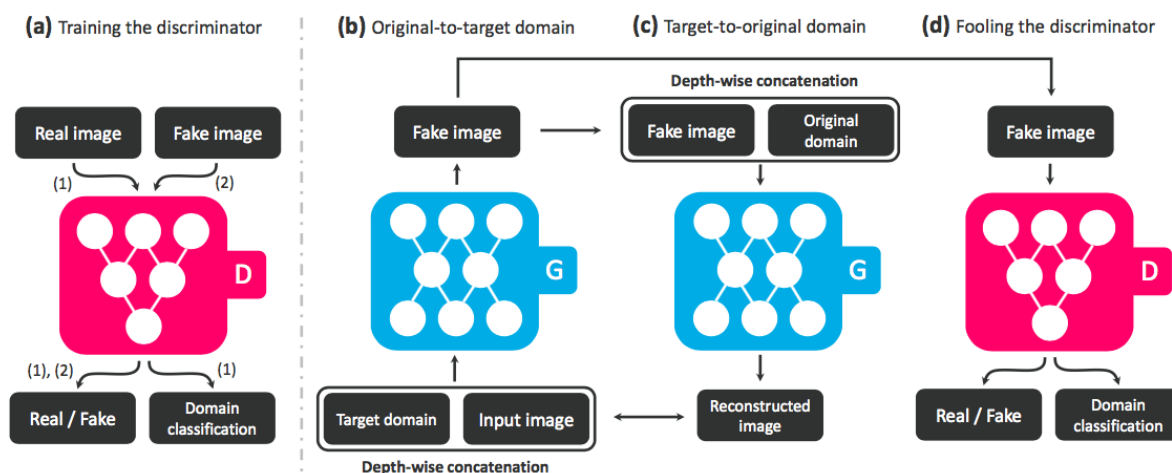 (a) Training the discriminator
(b) Original-to-target domain
(c) Target-to-original domain
(d) Fooling the discriminator
Real image
Fake image
(1)
(2)
D
(1), (2)
(1)
Real / Fake
Domain
classification
Fake image
G
Target domain
Input image
Depth-wise concatenation
Depth-wise concatenation
Fake image
Original
domain
G
Reconstructed
image
Fake image
D
Real / Fake
Domain
classification